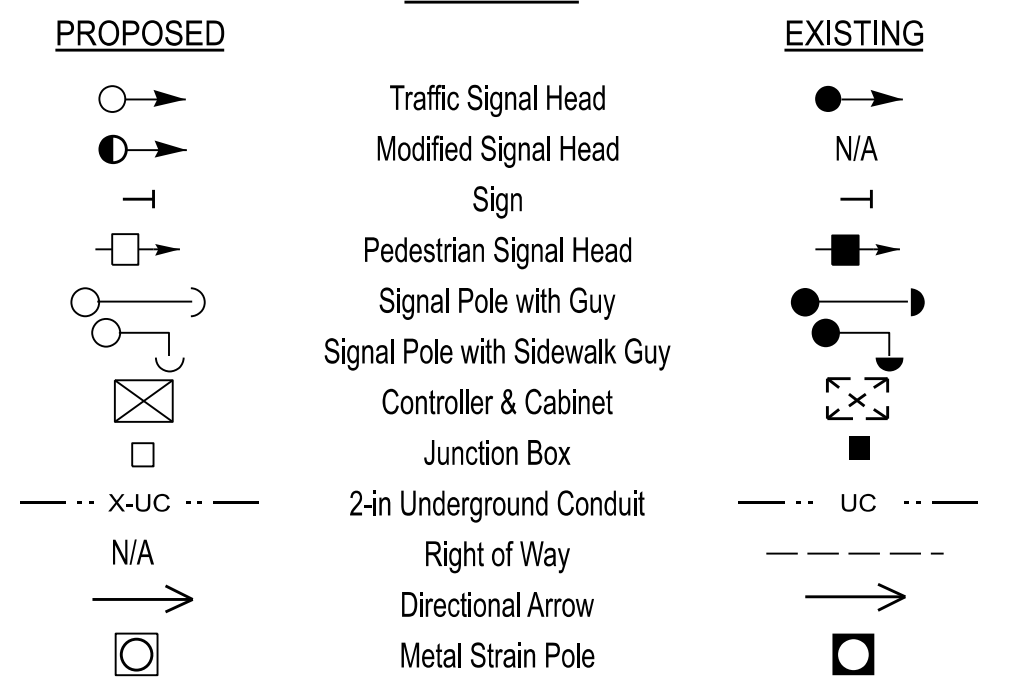 PROPOSED EXISTING
Traffic Signal Head
Modified Signal Head N/A
Sign
Pedestrian Signal Head
Signal Pole with Guy
Signal Pole with Sidewalk Guy
Controller & Cabinet
Junction Box
X-UC 2-in Underground Conduit UC
N/A Right of Way
Directional Arrow
Metal Strain Pole